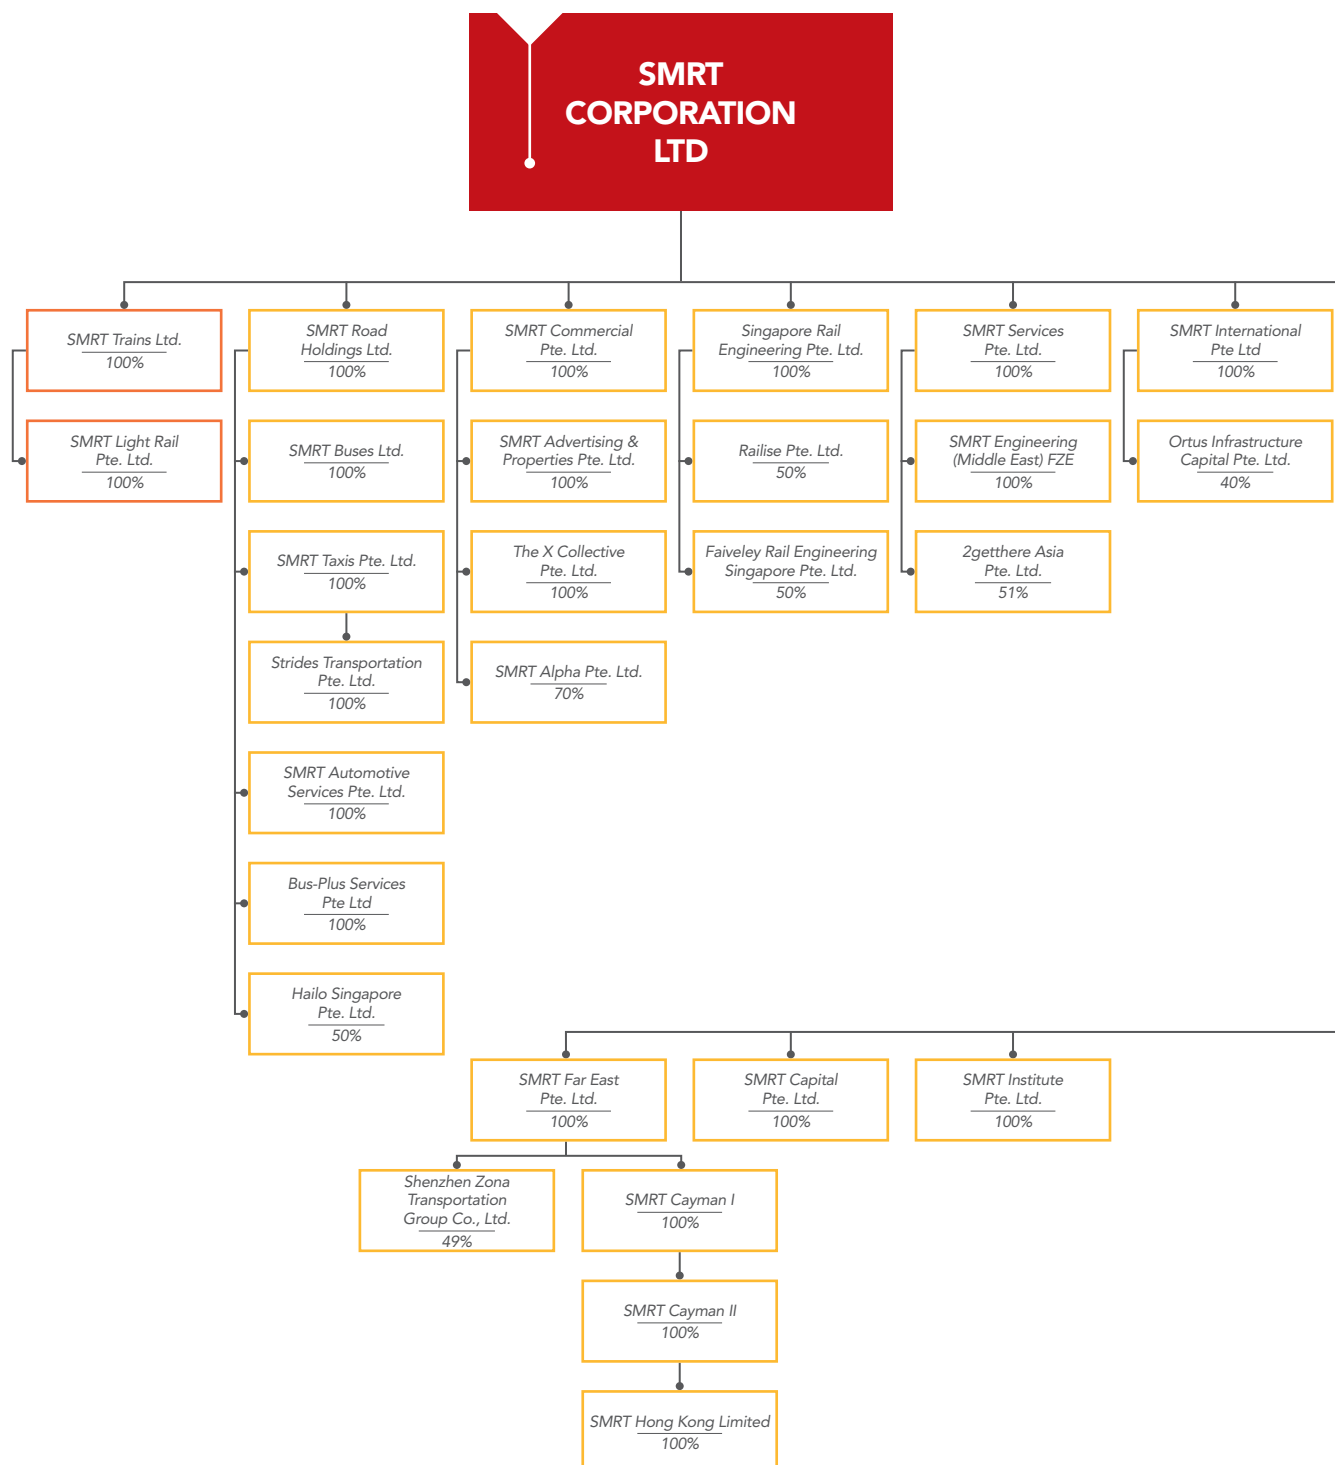 SMRT
CORPORATION
LTD
SMRT Trains Ltd.
100%
SMRT Road
Holdings Ltd.
100%
SMRT Commercial
Pte. Ltd.
100%
Singapore Rail
Engineering Pte. Ltd.
100%
SMRT Services
Pte. Ltd.
100%
SMRT International
Pte Ltd
100%
SMRT Light Rail
Pte. Ltd.
100%
SMRT Buses Ltd.
100%
SMRT Advertising &
Properties Pte. Ltd.
100%
Railise Pte. Ltd.
50%
SMRT Engineering
(Middle East) FZE
100%
Ortus Infrastructure
Capital Pte. Ltd.
40%
SMRT Taxis Pte. Ltd.
100%
The X Collective
Pte. Ltd.
100%
Faiveley Rail Engineering
Singapore Pte. Ltd.
50%
2getthere Asia
Pte. Ltd.
51%
Strides Transportation
Pte. Ltd.
100%
SMRT Alpha Pte. Ltd.
70%
SMRT Automotive
Services Pte. Ltd.
100%
Bus-Plus Services
Pte Ltd
100%
Hailo Singapore
Pte. Ltd.
50%
SMRT Far East
Pte. Ltd.
100%
SMRT Capital
Pte. Ltd.
100%
SMRT Institute
Pte. Ltd.
100%
Shenzhen Zona
Transportation
Group Co., Ltd.
49%
SMRT Cayman I
100%
SMRT Cayman II
100%
SMRT Hong Kong Limited
100%